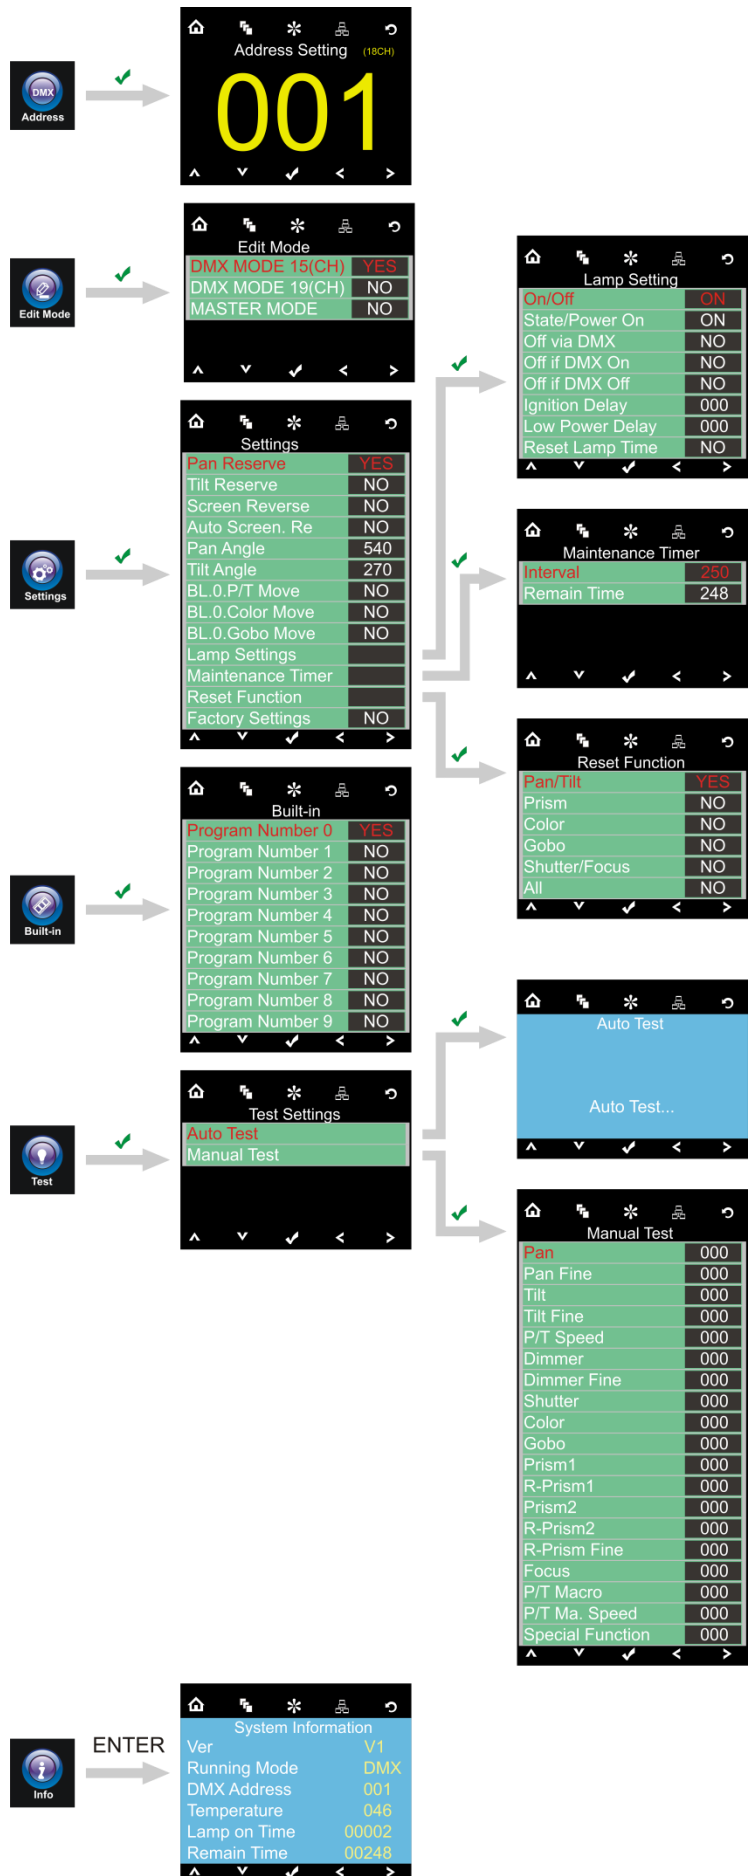 Address Setting (18CH)
DMX
Address
001
Edit Mode
DMX MODE 15(CH) YES
DMX MODE 19(CH) NO
MASTER MODE NO
Edit Mode
Lamp Setting
On/Off ON
State/Power On ON
Off via DMX NO
Off if DMX On NO
Off if DMX Off NO
Ignition Delay 000
Low Power Delay 000
Reset Lamp Time NO
Settings
Pan Reserve YES
Tilt Reserve NO
Screen Reverse NO
Auto Screen. Re NO
Pan Angle 540
Tilt Angle 270
BL.0.P/T Move NO
BL.0.Color Move NO
BL.0.Gobo Move NO
Lamp Settings
Maintenance Timer
Reset Function
Factory Settings NO
Settings
Maintenance Timer
Interval 250
Remain Time 248
Reset Function
Pan/Tilt YES
Prism NO
Color NO
Gobo NO
Shutter/Focus NO
All NO
Built-in
Program Number 0 YES
Program Number 1 NO
Program Number 2 NO
Program Number 3 NO
Program Number 4 NO
Program Number 5 NO
Program Number 6 NO
Program Number 7 NO
Program Number 8 NO
Program Number 9 NO
Built-in
Auto Test
Auto Test...
Test Settings
Auto Test
Manual Test
Test
Manual Test
Pan 000
Pan Fine 000
Tilt 000
Tilt Fine 000
P/T Speed 000
Dimmer 000
Dimmer Fine 000
Shutter 000
Color 000
Gobo 000
Prism1 000
R-Prism1 000
Prism2 000
R-Prism2 000
R-Prism Fine 000
Focus 000
P/T Macro 000
P/T Ma. Speed 000
Special Function 000
Info
ENTER
System Information
Ver V1
Running Mode DMX
DMX Address 001
Temperature 046
Lamp on Time 00002
Remain Time 00248